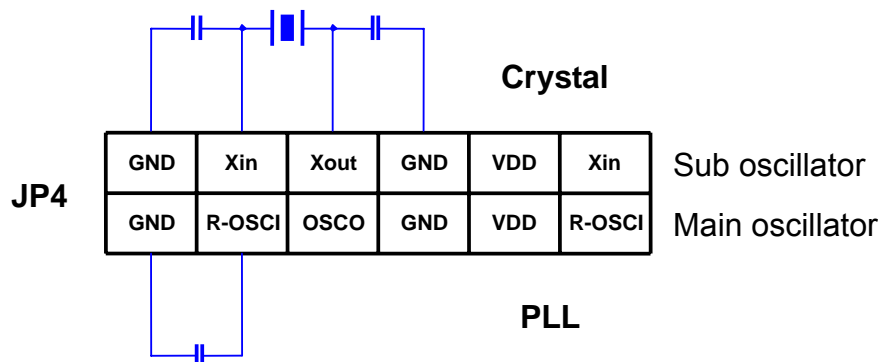 Crystal
GND Xin Xout GND VDD Xin Sub oscillator
JP4
GND R-OSCI OSCO GND VDD R-OSCI Main oscillator
PLL